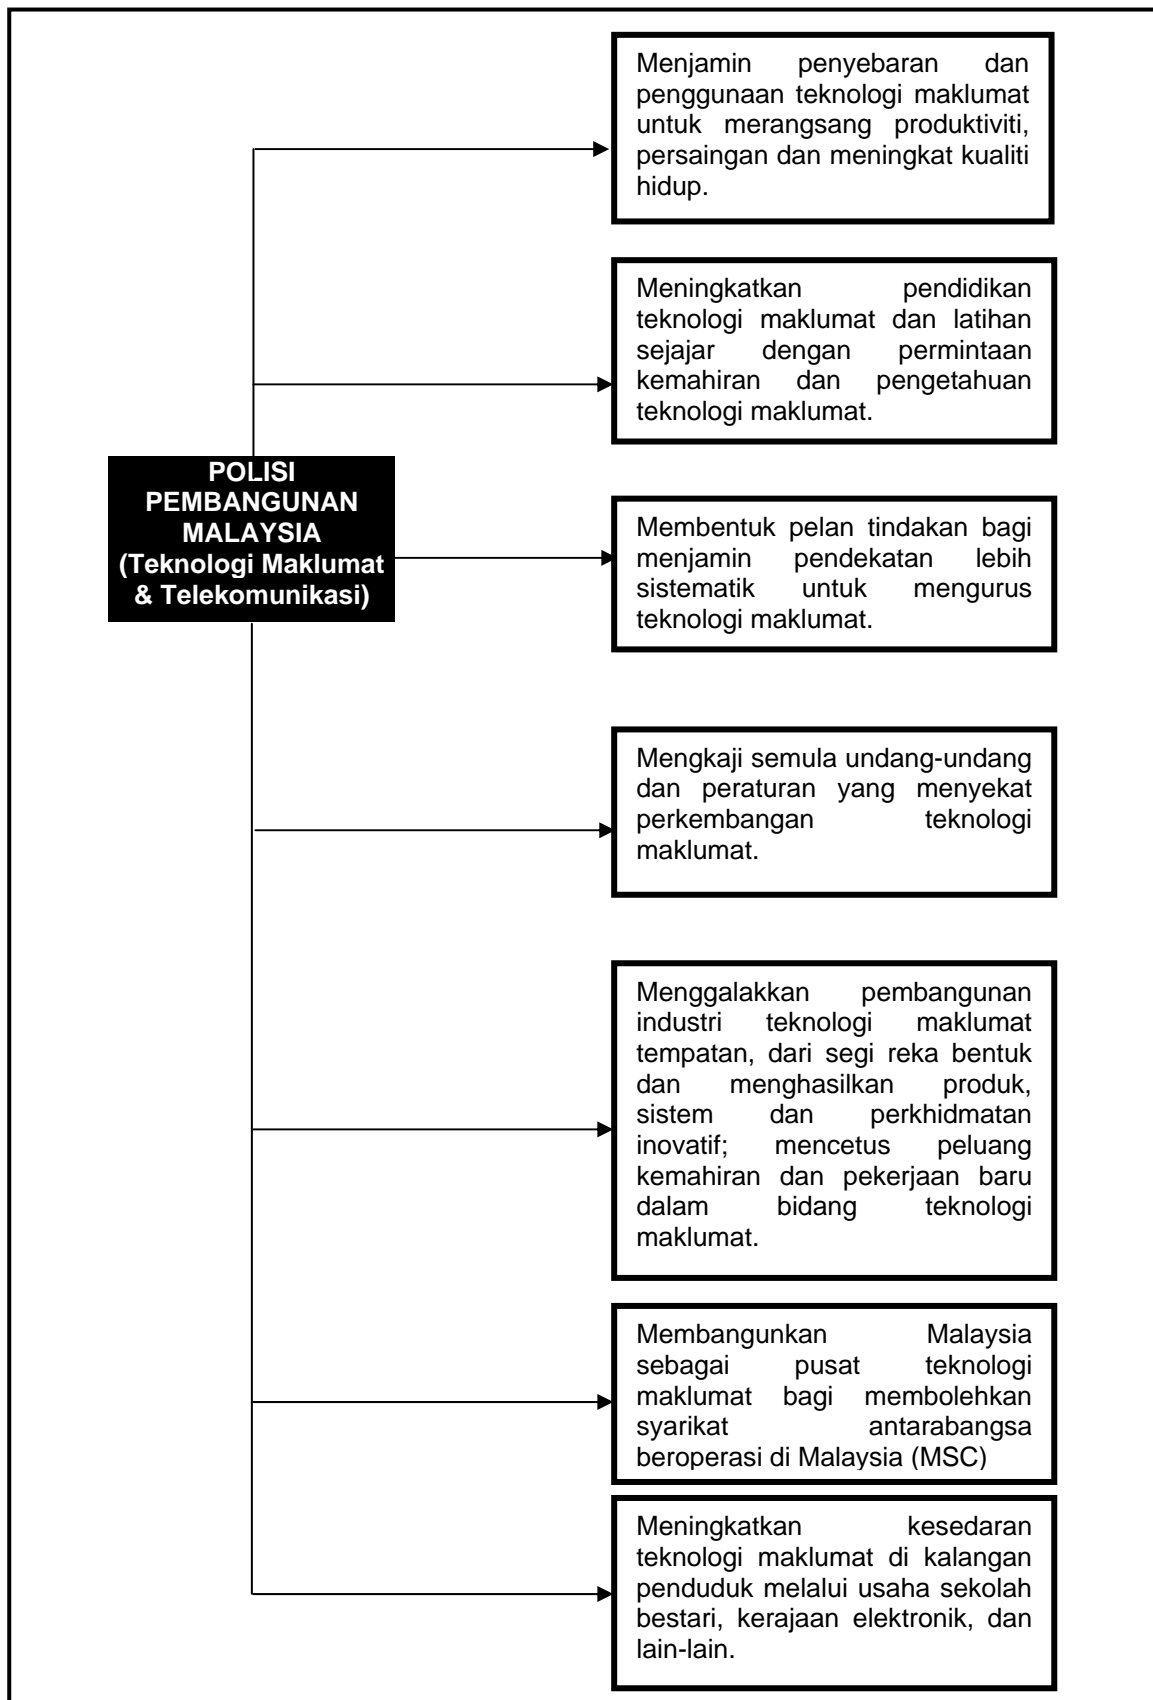 Menjamin penyebaran dan
penggunaan teknologi maklumat
untuk merangsang produktiviti,
persaingan dan meningkat kualiti
hidup.
Meningkatkan pendidikan
teknologi maklumat dan latihan
sejajar dengan permintaan
kemahiran dan pengetahuan
teknologi maklumat.
POLISI
PEMBANGUNAN
MALAYSIA
(Teknologi Maklumat
& Telekomunikasi)
Membentuk pelan tindakan bagi
menjamin pendekatan lebih
sistematik untuk mengurus
teknologi maklumat.
Mengkaji semula undang-undang
dan peraturan yang menyekat
perkembangan teknologi
maklumat.
Menggalakkan pembangunan
industri teknologi maklumat
tempatan, dari segi reka bentuk
dan menghasilkan produk,
sistem dan perkhidmatan
inovatif; mencetus peluang
kemahiran dan pekerjaan baru
dalam bidang teknologi
maklumat.
Membangunkan Malaysia
sebagai pusat teknologi
maklumat bagi membolehkan
syarikat antarabangsa
beroperasi di Malaysia (MSC)
Meningkatkan kesedaran
teknologi maklumat di kalangan
penduduk melalui usaha sekolah
bestari, kerajaan elektronik, dan
lain-lain.